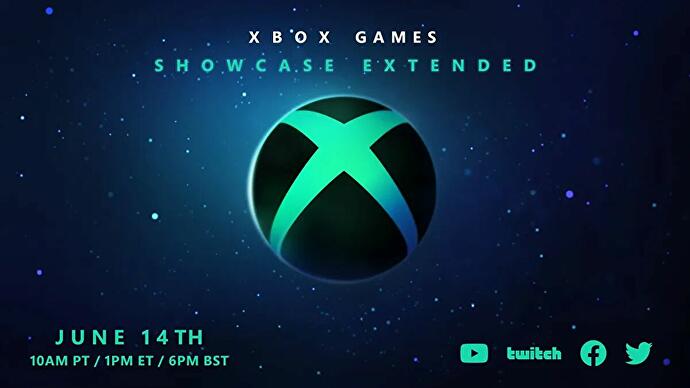 XBOX GAMES
SHOWCASE EXTENDED
JUNE 14TH
10AM PT / 1PM ET / 6PM BST
twitch